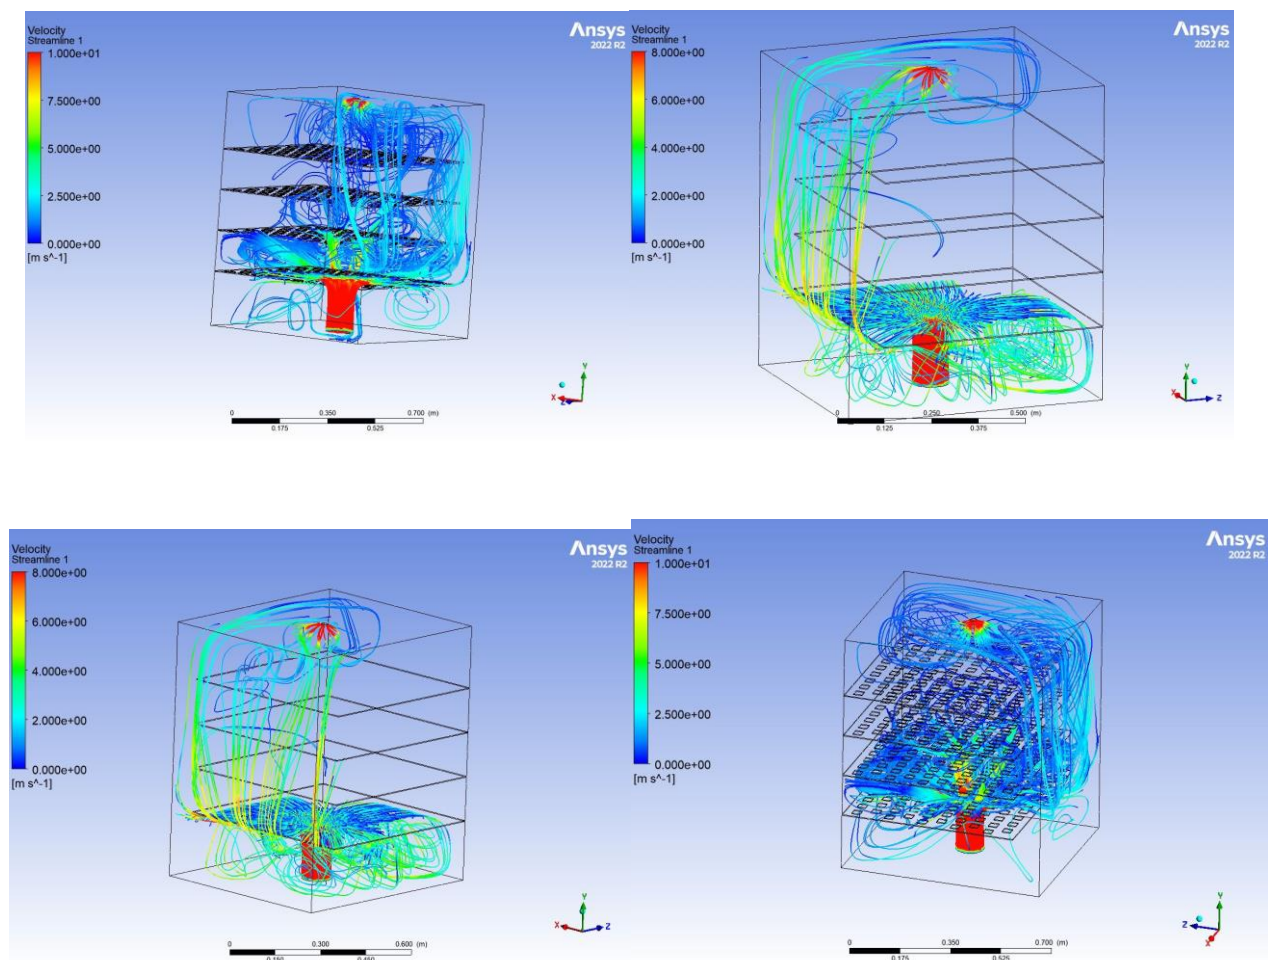 Velocity
Streamline 1
1.000e+01
7.500e+00
5.000e+00
2.500e+00
0.000e+00
[m s^-1]
Ansys
2022 R2
0 0.350 0.700 (m)
0.175 0.525
Y
X
Z
Velocity
Streamline 1
8.000e+00
6.000e+00
4.000e+00
2.000e+00
0.000e+00
[m s^-1]
Ansys
2022 R2
0 0.250 0.500 (m)
0.125 0.375
Y
X
Z
Velocity
Streamline 1
8.000e+00
6.000e+00
4.000e+00
2.000e+00
0.000e+00
[m s^-1]
Ansys
2022 R2
0 0.300 0.600 (m)
0.150 0.450
Y
X
Z
Velocity
Streamline 1
1.000e+01
7.500e+00
5.000e+00
2.500e+00
0.000e+00
[m s^-1]
Ansys
2022 R2
0 0.350 0.700 (m)
0.175 0.525
Y
Z
X